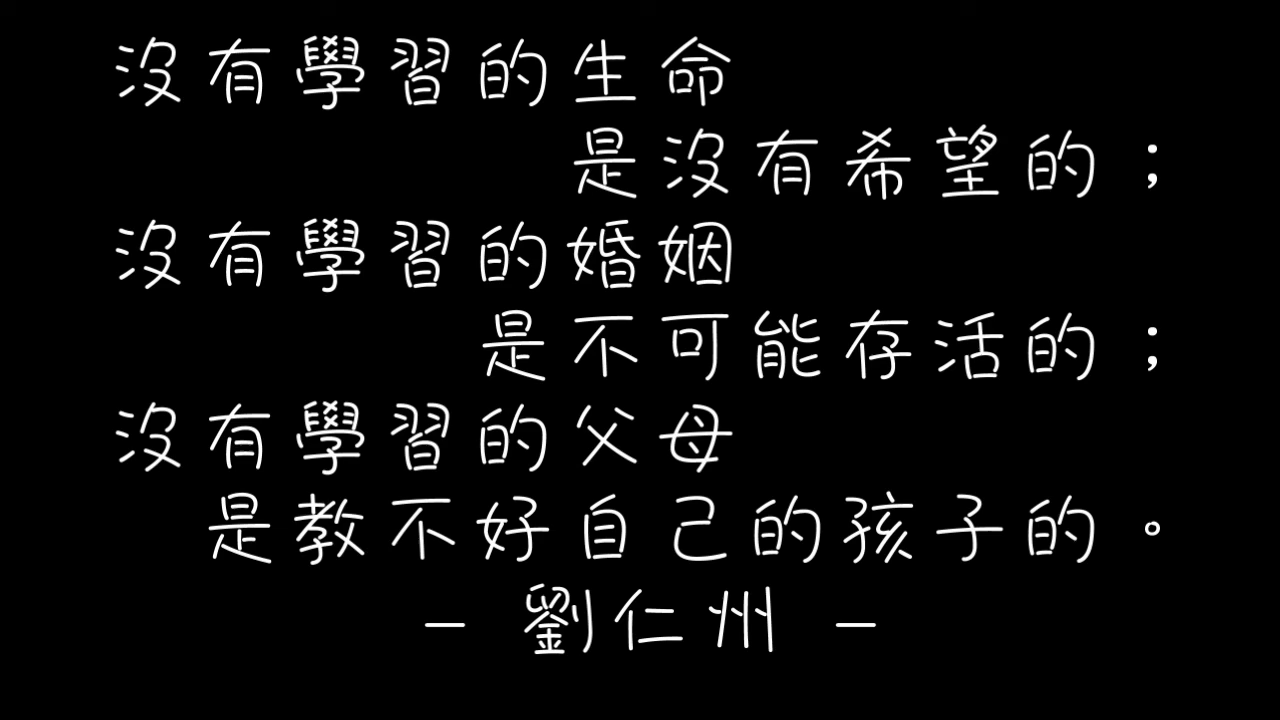 沒有學習的生命
是沒有希望的；
沒有學習的婚姻
是不可能存活的；
沒有學習的父母
是教不好自己的孩子的。
– 劉仁州 –